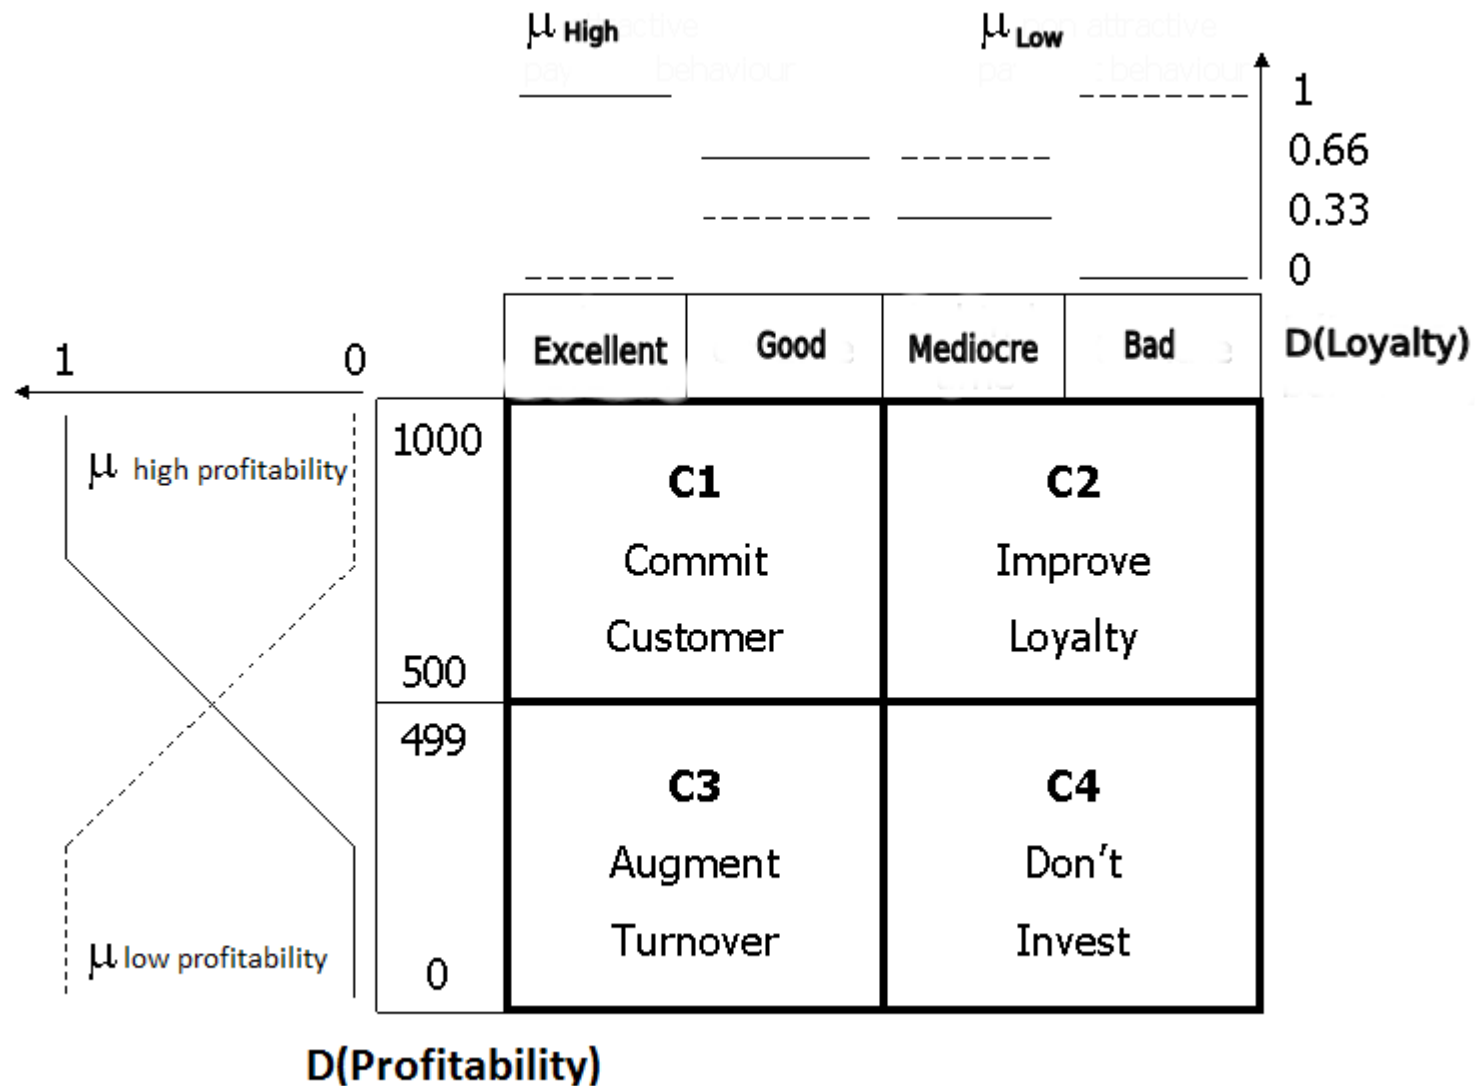 μ High
μ Low
1
0.66
0.33
0
Excellent
Good
Mediocre
Bad
D(Loyalty)
1
0
μ high profitability
μ low profitability
1000
500
499
0
C1
Commit
Customer
C2
Improve
Loyalty
C3
Augment
Turnover
C4
Don't
Invest
D(Profitability)